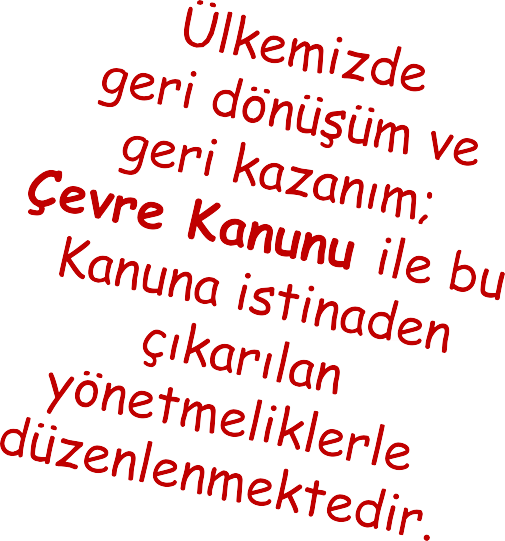 Ülkemizde
geri dönüşüm ve
geri kazanım;
Çevre Kanunu ile bu
Kanuna istinaden
çıkarılan
yönetmeliklerle
düzenlenmektedir.